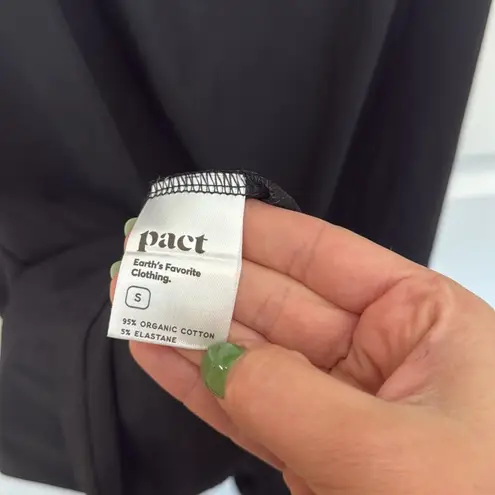 pact
Earth's Favorite
Clothing.
S
95% ORGANIC COTTON
5% ELASTANE